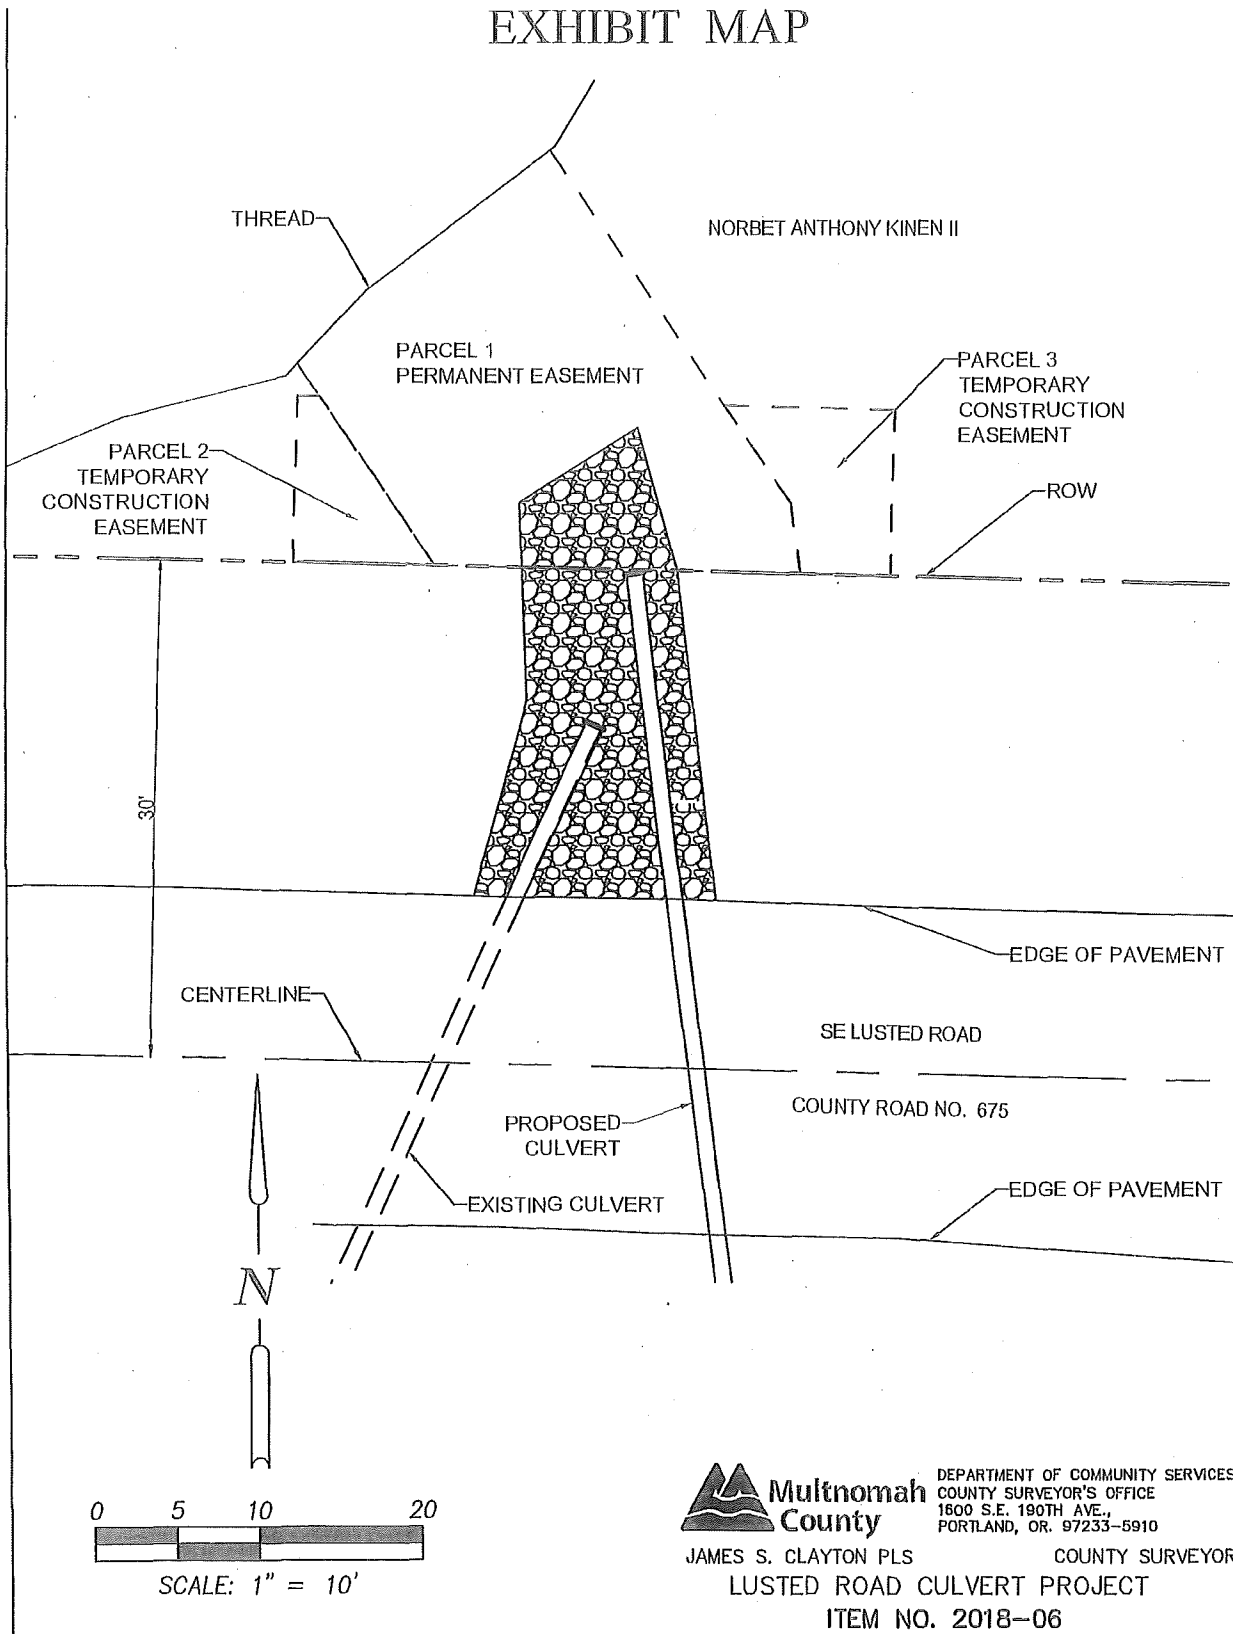 EXHIBIT MAP
THREAD
NORBET ANTHONY KINEN II
PARCEL 1
PERMANENT EASEMENT
PARCEL 3
TEMPORARY
CONSTRUCTION
EASEMENT
PARCEL 2
TEMPORARY
CONSTRUCTION
EASEMENT
ROW
30'
EDGE OF PAVEMENT
CENTERLINE
SE LUSTED ROAD
COUNTY ROAD NO. 675
PROPOSED
CULVERT
EXISTING CULVERT
EDGE OF PAVEMENT
N
0 5 10 20
SCALE: 1" = 10'
Multnomah
County
DEPARTMENT OF COMMUNITY SERVICES
COUNTY SURVEYOR'S OFFICE
1600 S.E. 190TH AVE.,
PORTLAND, OR. 97233-5910
JAMES S. CLAYTON PLS COUNTY SURVEYOR
LUSTED ROAD CULVERT PROJECT
ITEM NO. 2018-06